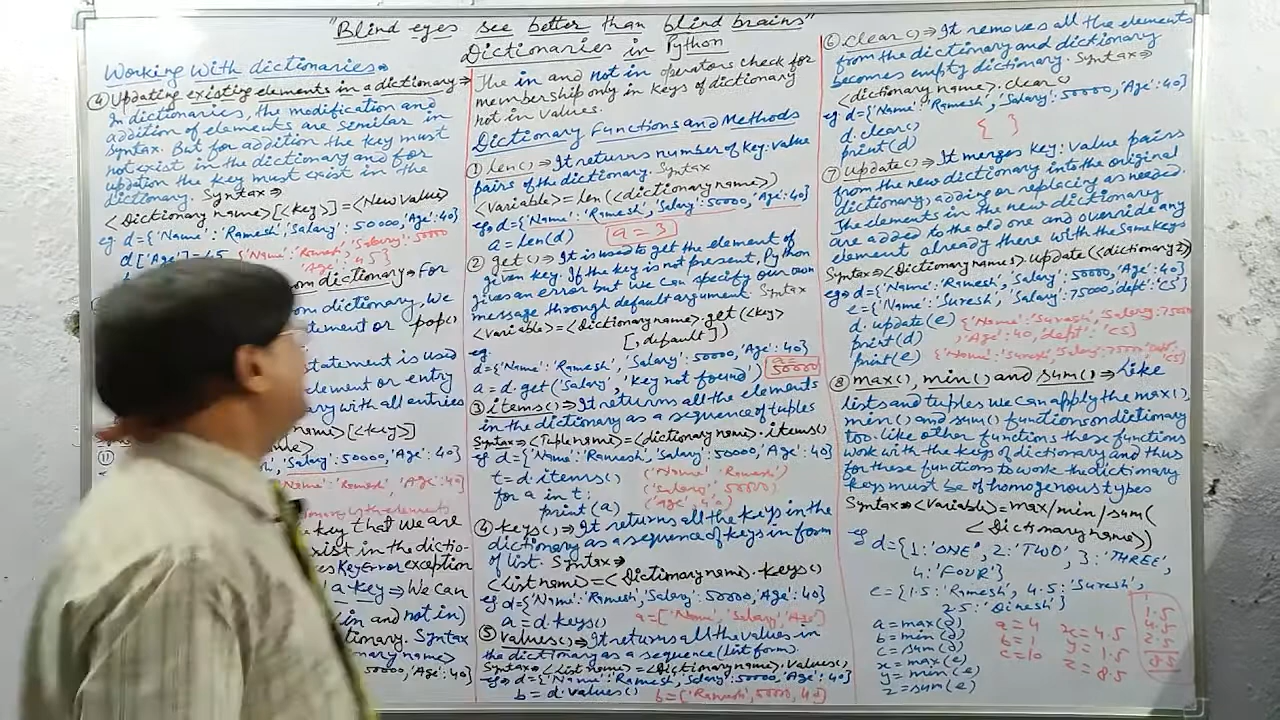 "Blind eyes see better than blind brains"
Dictionaries in Python
Working with dictionaries⇒
④ Updating existing elements in a dictionary⇒
In dictionaries, the modification and
addition of elements are similar in
syntax. But for addition the key must
not exist in the dictionary and for
updation the key must exist in the
dictionary. Syntax⇒
<Dictionary name>[<key>]=<New value>
eg d={'Name':'Ramesh','Salary':50000,'Age':40}
d['Age']=45 {'Name':'Ramesh','Salary':50000
'Age':45}
from dictionary⇒ For
om dictionary, we
tement or pop()
statement is used
element or entry
ary with all entries
name>[<key>]
'Salary':50000,'Age':40}
'Name':'Ramesh','Age':40}
key that we are
exist in the dictio-
es KeyError exception
a key⇒ We can
in and not in)
tionary. Syntax
nary name>
50000,'Age':40}
The in and not in operators check for
membership only in keys of dictionary
not in values.
Dictionary Functions and Methods
① len()⇒ It returns number of key:value
pairs of the dictionary. Syntax
<Variable>=len(<dictionary name>)
eg⇒ d={'Name':'Ramesh','Salary':50000,'Age':40}
a=len(d) a=3
② get()⇒ It is used to get the element of
given key. If the key is not present, Python
gives an error but we can specify our own
message through default argument. Syntax
<Variable>=<dictionary name>.get(<key>
[,default])
eg.
d={'Name':'Ramesh','Salary':50000,'Age':40}
a=d.get('Salary','Key not found') a=50000
③ items()⇒ It returns all the elements
in the dictionary as a sequence of tuples
Syntax⇒<Tuple name>=<dictionary name>.items()
eg d={'Name':'Ramesh','Salary':50000,'Age':40}
t=d.items() ('Name','Ramesh')
for a in t: ('Salary',50000)
print(a) ('Age',40)
④ keys()⇒ It returns all the keys in the
dictionary as a sequence of keys in form
of list. Syntax⇒
<List name>=<Dictionary name>.keys()
eg d={'Name':'Ramesh','Salary':50000,'Age':40}
a=d.keys() a=['Name','Salary','Age']
⑤ values()⇒ It returns all the values in
the dictionary as a sequence (list form).
Syntax⇒<List name>=<Dictionary name>.values()
eg⇒ d={'Name':'Ramesh','Salary':50000,'Age':40}
b=d.values() b=['Ramesh',50000,40]
⑥ clear()⇒ It removes all the elements
from the dictionary and dictionary
becomes empty dictionary. Syntax⇒
<dictionary name>.clear()
eg d={'Name':'Ramesh','Salary':50000,'Age':40}
d.clear() { }
print(d)
⑦ update()⇒ It merges key:value pairs
from the new dictionary into the original
dictionary, adding or replacing as needed.
The elements in the new dictionary
are added to the old one and override any
element already there with the same keys
Syntax⇒<Dictionary name1>.update(<dictionary2>)
eg⇒ d={'Name':'Ramesh','Salary':50000,'Age':40}
e={'Name':'Suresh','Salary':75000,'dept':'CS'}
d.update(e) {'Name':'Suresh','Salary':75000
print(d) ,'Age':40,'dept':'CS'}
print(e) {'Name':'Suresh','Salary':75000,'Dept':
'CS'}
⑧ max(), min() and sum()⇒ Like
lists and tuples we can apply the max(),
min() and sum() functions on dictionary
too. Like other functions these functions
work with the keys of dictionary and thus
for these functions to work the dictionary
keys must be of homogenous types
Syntax⇒<Variable>=max/min/sum(
<Dictionary name>)
eg d={1:'ONE', 2:'TWO', 3:'THREE',
4:'FOUR'}
e={1.5:'Ramesh', 4.5:'Suresh',
2.5:'Dinesh'}
a=max(d) a=4
b=min(d) b=1
c=sum(d) c=10
x=max(e) x=4.5
y=min(e) y=1.5
z=sum(e) z=8.5
1.5
4.5
2.5
8.5